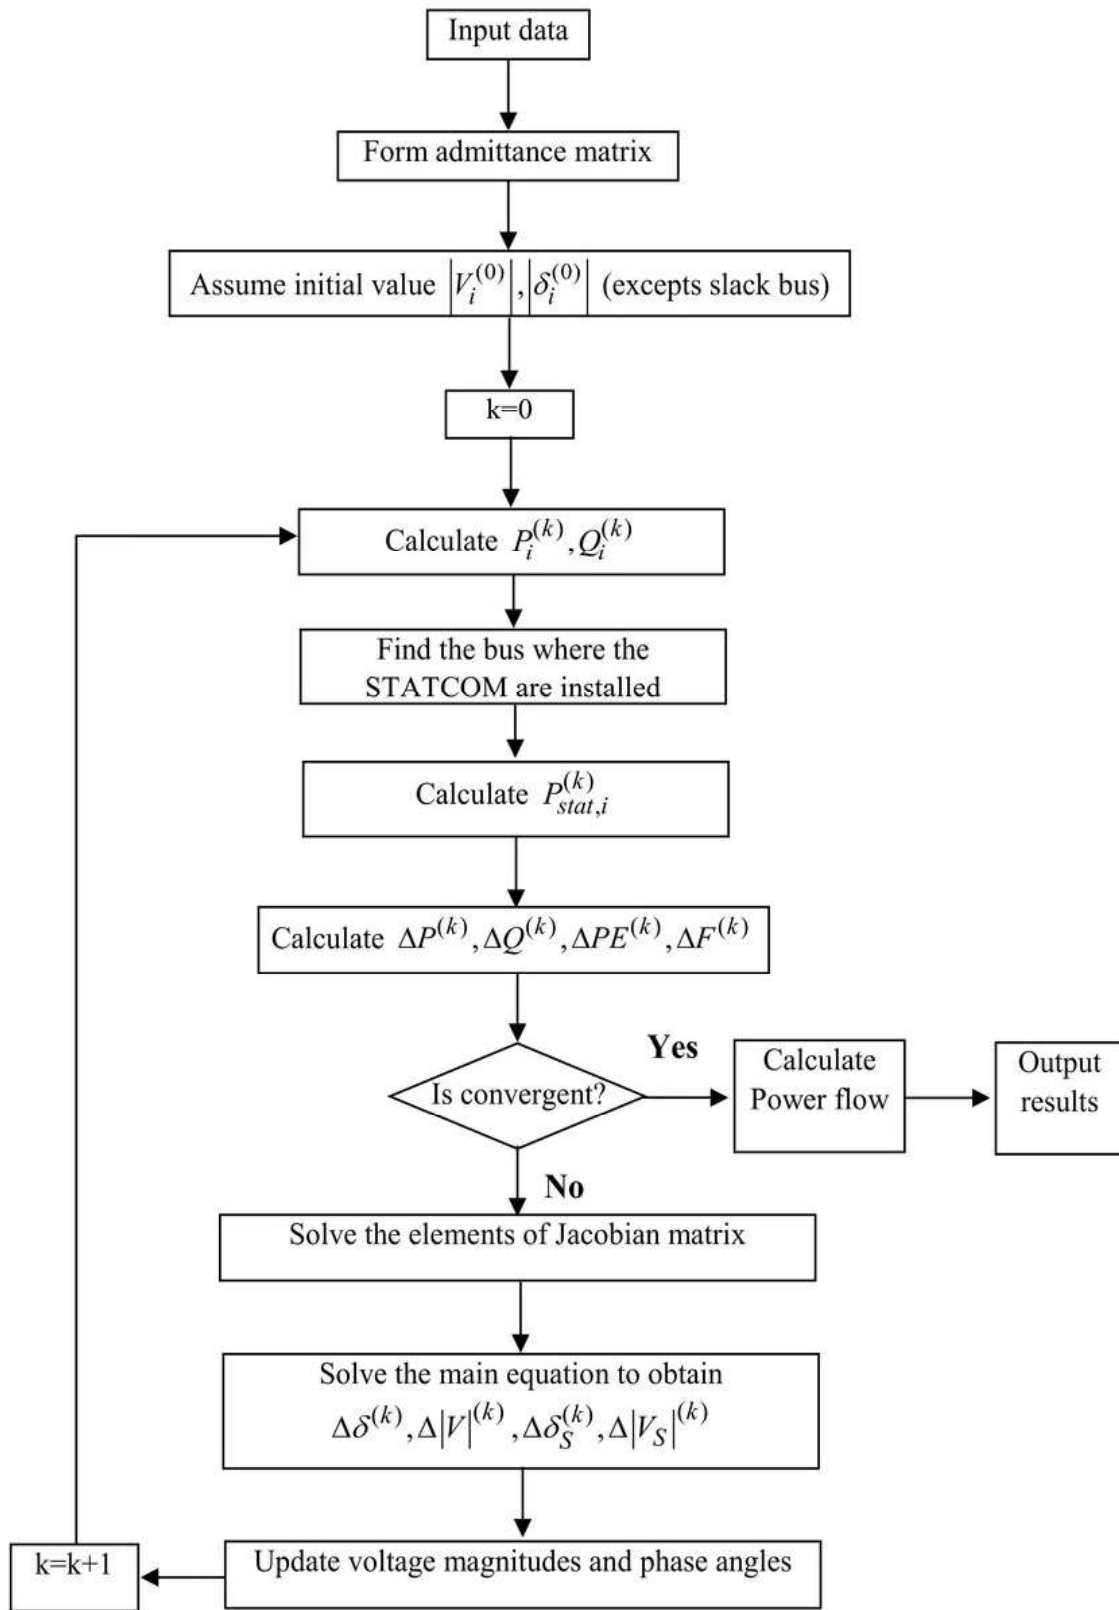 Input data
Form admittance matrix
Assume initial value |V_i^{(0)}|, |δ_i^{(0)}| (excepts slack bus)
k=0
Calculate P_i^{(k)}, Q_i^{(k)}
Find the bus where the
STATCOM are installed
Calculate P_{stat,i}^{(k)}
Calculate ΔP^{(k)}, ΔQ^{(k)}, ΔPE^{(k)}, ΔF^{(k)}
Is convergent?
Yes
Calculate
Power flow
Output
results
No
Solve the elements of Jacobian matrix
Solve the main equation to obtain
Δδ^{(k)}, Δ|V|^{(k)}, Δδ_S^{(k)}, Δ|V_S|^{(k)}
Update voltage magnitudes and phase angles
k=k+1